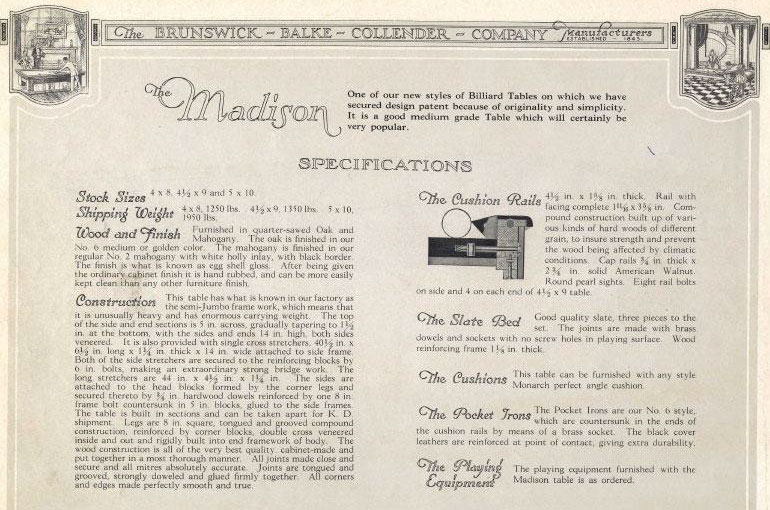 The BRUNSWICK - BALKE - COLLENDER - COMPANY Manufacturers
ESTABLISHED - 1845
The Madison
One of our new styles of Billiard Tables on which we have
secured design patent because of originality and simplicity.
It is a good medium grade Table which will certainly be
very popular.
SPECIFICATIONS
Stock Sizes 4 x 8, 4½ x 9 and 5 x 10.
Shipping Weight 4 x 8, 1250 lbs. 4½ x 9, 1350 lbs. 5 x 10,
1950 lbs.
Wood and Finish Furnished in quarter-sawed Oak and
Mahogany. The oak is finished in our
No. 6 medium or golden color. The mahogany is finished in our
regular No. 2 mahogany with white holly inlay, with black border.
The finish is what is known as egg shell gloss. After being given
the ordinary cabinet finish it is hand rubbed, and can be more easily
kept clean than any other furniture finish.
Construction This table has what is known in our factory as
the semi-Jumbo frame work, which means that
it is unusually heavy and has enormous carrying weight. The top
of the side and end sections is 5 in. across, gradually tapering to 1½
in. at the bottom, with the sides and ends 14 in. high, both sides
veneered. It is also provided with single cross stretchers, 40½ in. x
6½ in. long x 1¾ in. thick x 14 in. wide attached to side frame.
Both of the side stretchers are secured to the reinforcing blocks by
6 in. bolts, making an extraordinary strong bridge work. The
long stretchers are 44 in x 4½ in. x 1¾ in. The sides are
attached to the head blocks formed by the corner legs and
secured thereto by ¾ in. hardwood dowels reinforced by one 8 in.
frame bolt countersunk in 5 in. blocks, glued to the side frames.
The table is built in sections and can be taken apart for K. D.
shipment. Legs are 8 in. square, tongued and grooved compound
construction, reinforced by corner blocks, double cross veneered
inside and out and rigidly built into end framework of body. The
wood construction is all of the very best quality, cabinet-made and
put together in a most thorough manner. All joints made close and
secure and all mitres absolutely accurate. Joints are tongued and
grooved, strongly doweled and glued firmly together. All corners
and edges made perfectly smooth and true.
The Cushion Rails 4½ in. x 1⅝ in. thick. Rail with
facing complete in. Com-
pound construction built up of vari-
ous kinds of hard woods of different
grain, to insure strength and prevent
the wood being affected by climatic
conditions. Cap rails ¾ in. thick x
2¾ in. solid American Walnut.
Round pearl sights. Eight rail bolts
on side and 4 on each end of 4½ x 9 table.
The Slate Bed Good quality slate, three pieces to the
set. The joints are made with brass
dowels and sockets with no screw holes in playing surface. Wood
reinforcing frame 1⅛ in. thick.
The Cushions This table can be furnished with any style
Monarch perfect angle cushion.
The Pocket Irons The Pocket Irons are our No. 6 style,
which are countersunk in the ends of
the cushion rails by means of a brass socket. The black cover
leathers are reinforced at point of contact, giving extra durability.
The Playing
Equipment
The playing equipment furnished with the
Madison table is as ordered.